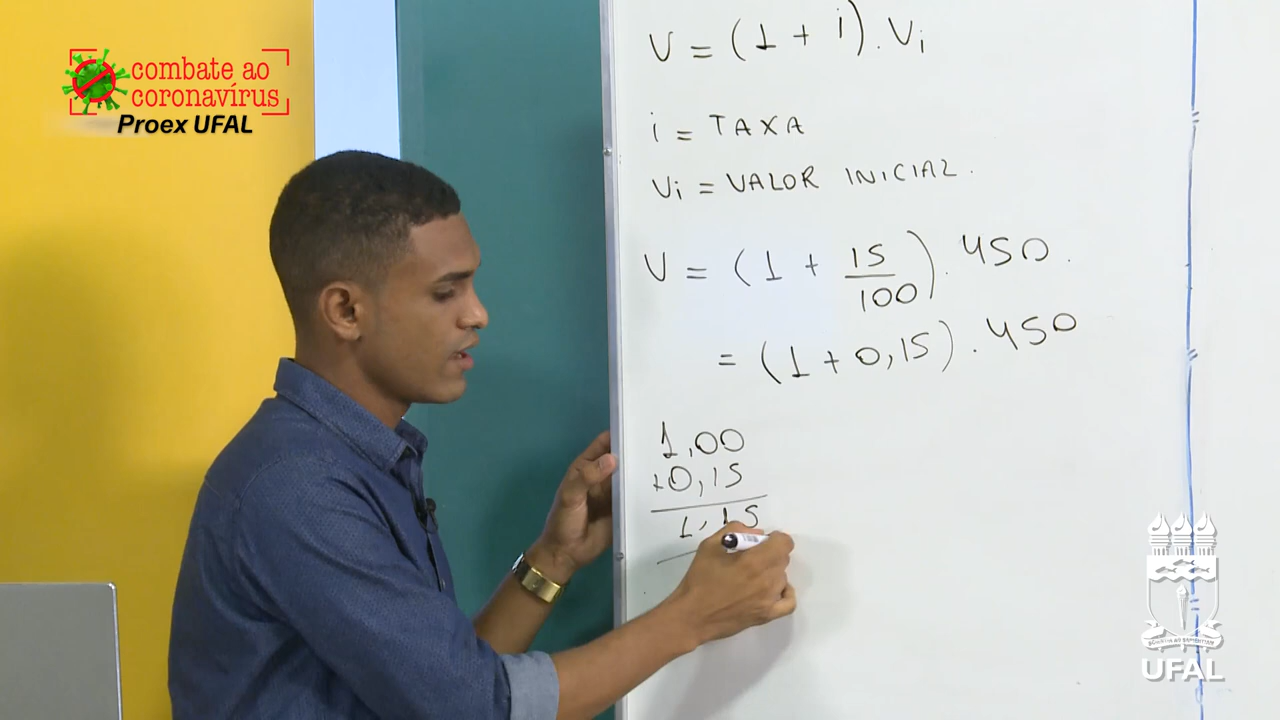 combate ao
coronavírus
Proex UFAL
V = (1 + i) . Vi
i = TAXA
Vi = VALOR INICIAL.
V = (1 + 15/100) . 450.
= (1 + 0,15) . 450
1,00
+0,15
1,15
UFAL